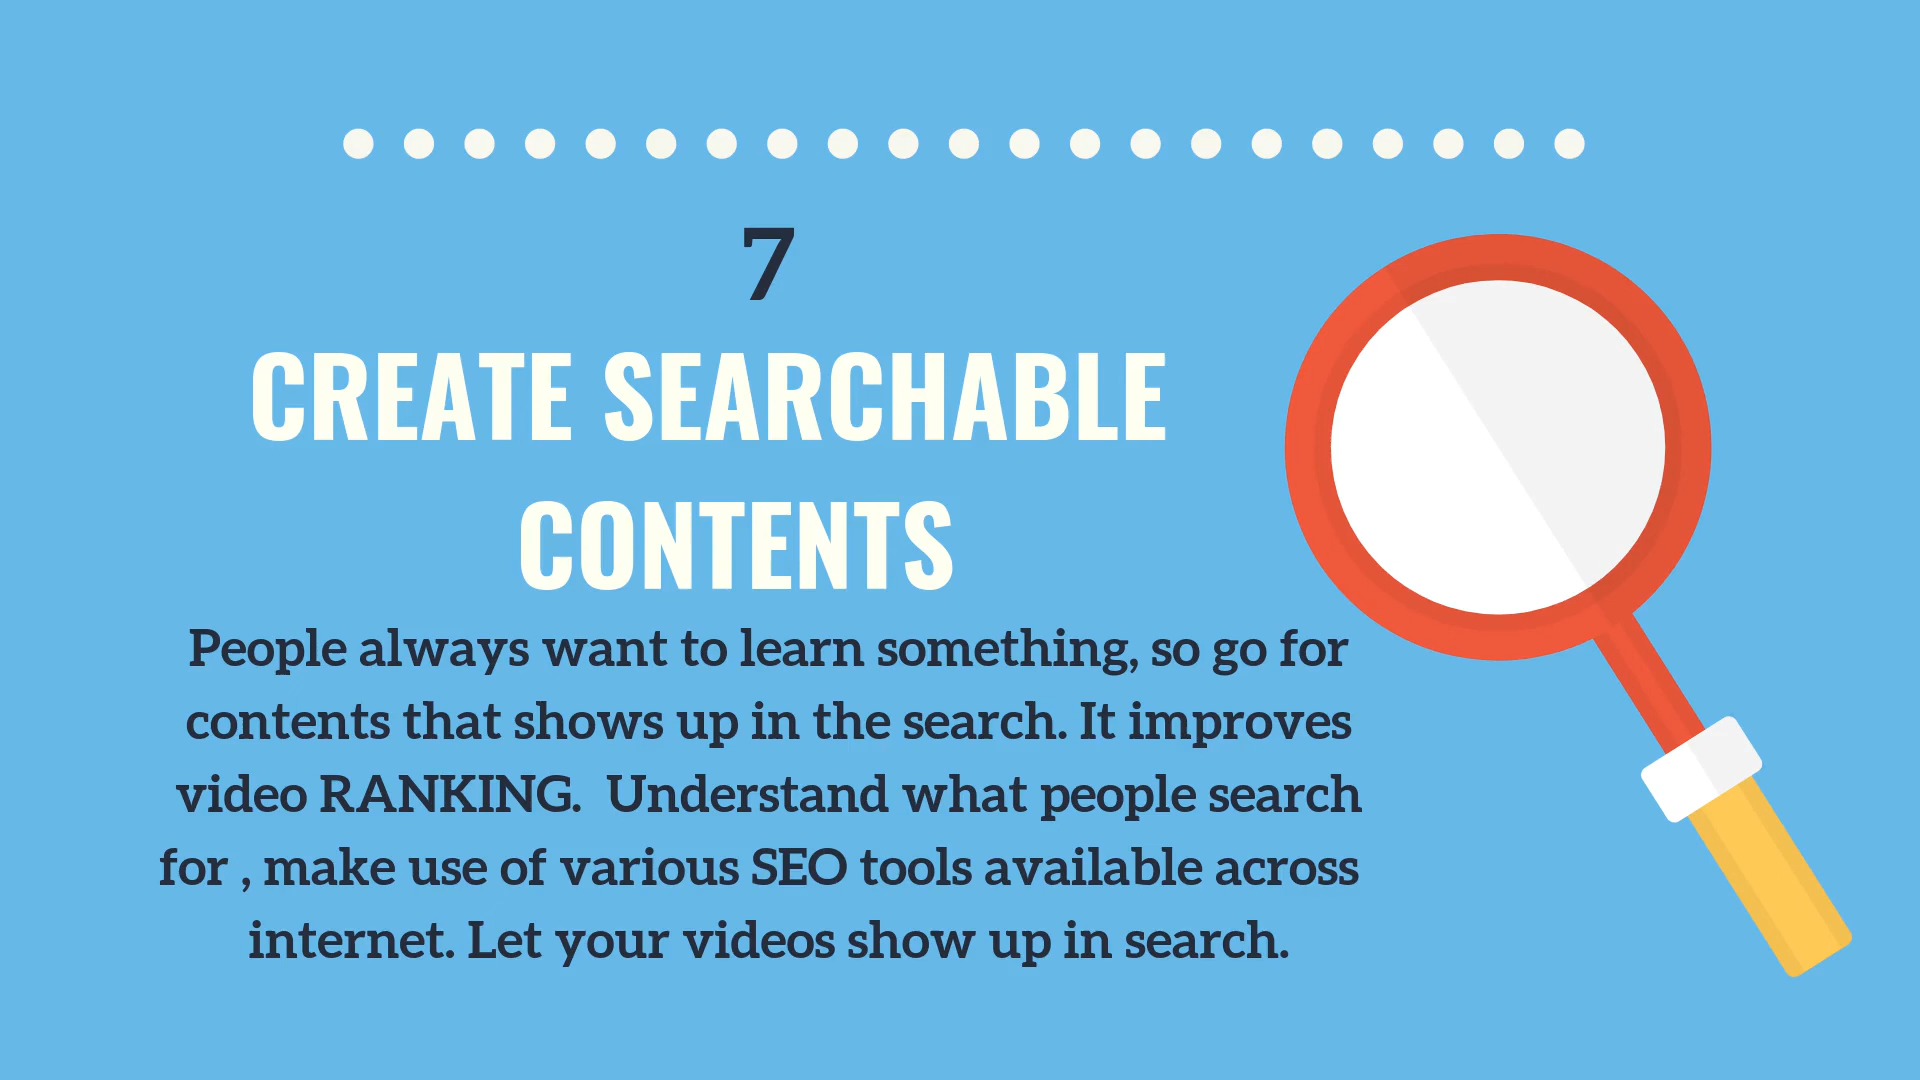 7
CREATE SEARCHABLE
CONTENTS
People always want to learn something, so go for
contents that shows up in the search. It improves
video RANKING.  Understand what people search
for , make use of various SEO tools available across
internet. Let your videos show up in search.